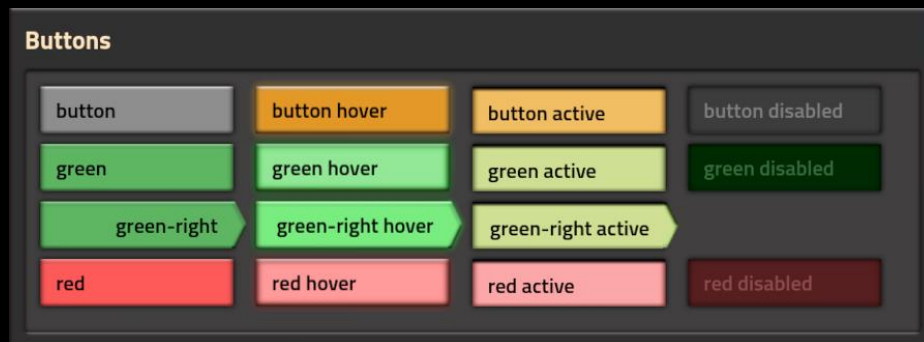 Buttons
button button hover button active button disabled
green green hover green active green disabled
green-right green-right hover green-right active
red red hover red active red disabled